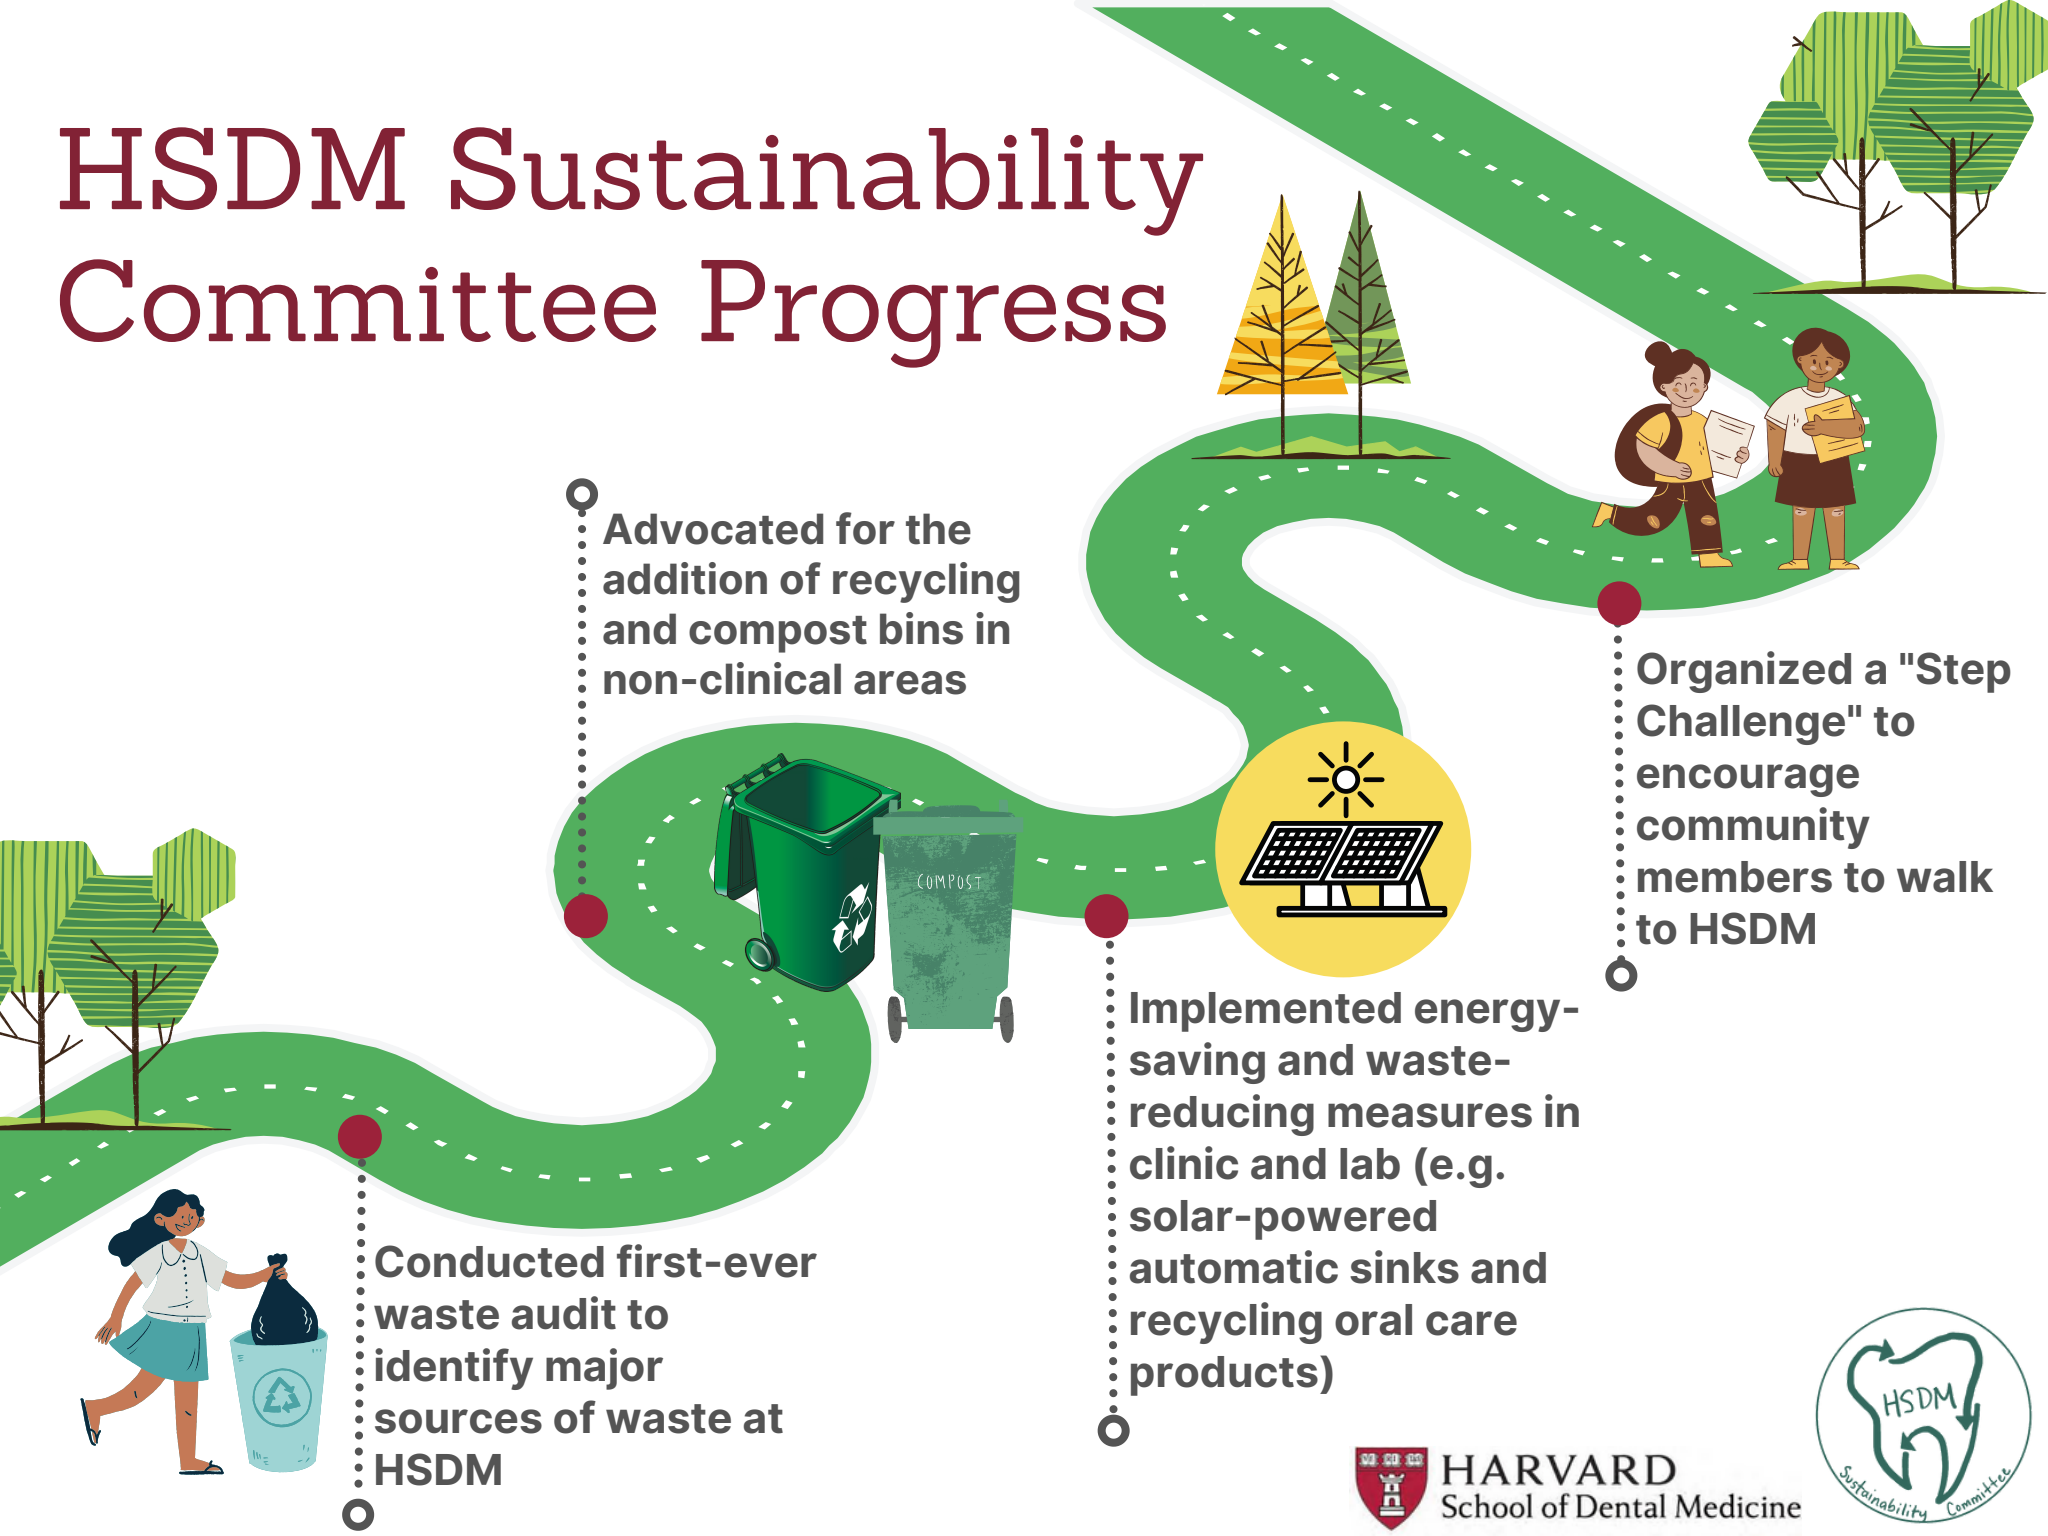 HSDM Sustainability
Committee Progress
Advocated for the
addition of recycling
and compost bins in
non-clinical areas
COMPOST
Organized a "Step
Challenge" to
encourage
community
members to walk
to HSDM
Implemented energy-
saving and waste-
reducing measures in
clinic and lab (e.g.
solar-powered
automatic sinks and
recycling oral care
products)
Conducted first-ever
waste audit to
identify major
sources of waste at
HSDM
HARVARD
School of Dental Medicine
HSDM
Sustainability Committee